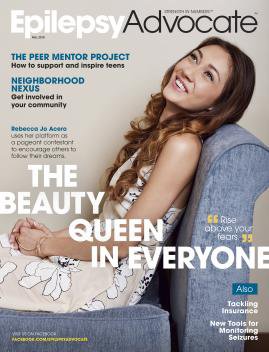 STRENGTH IN NUMBERS™
EpilepsyAdvocate
FALL 2015
THE PEER MENTOR PROJECT
How to support and inspire teens
NEIGHBORHOOD
NEXUS
Get involved in
your community
Rebecca Jo Acero
uses her platform as
a pageant contestant
to encourage others to
follow their dreams.
THE
BEAUTY
QUEEN
IN EVERYONE
“Rise
above your
fears.”
Also
Tackling
Insurance
New Tools for
Monitoring
Seizures
VISIT US ON FACEBOOK
FACEBOOK.COM/EPILEPSYADVOCATE